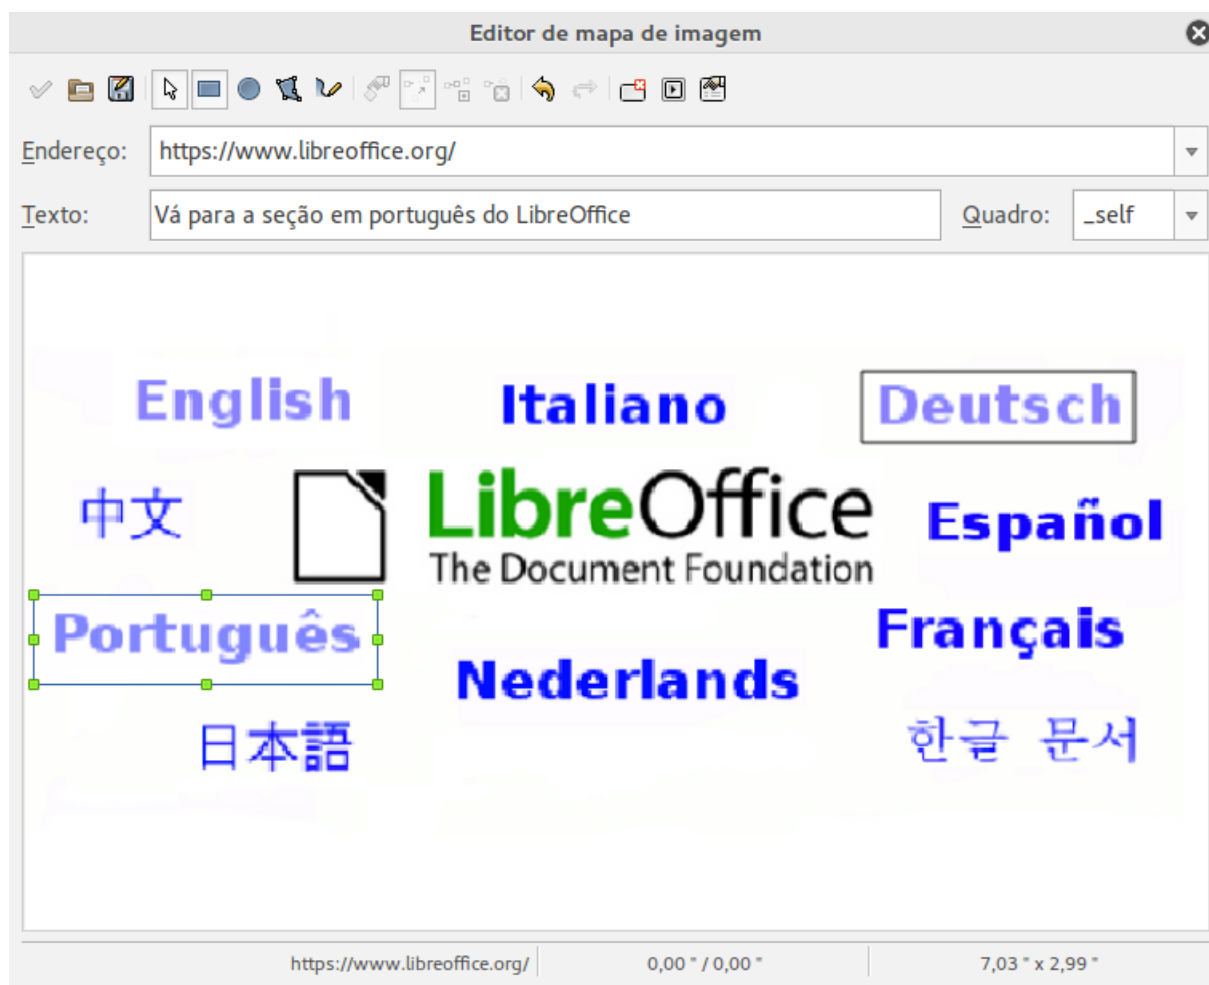 Editor de mapa de imagem
Endereço: https://www.libreoffice.org/
Texto: Vá para a seção em português do LibreOffice Quadro: _self
English Italiano Deutsch
中文 LibreOffice Español
The Document Foundation
Português Français
Nederlands
日本語 한글 문서
https://www.libreoffice.org/ 0,00 " / 0,00 " 7,03 " x 2,99 "